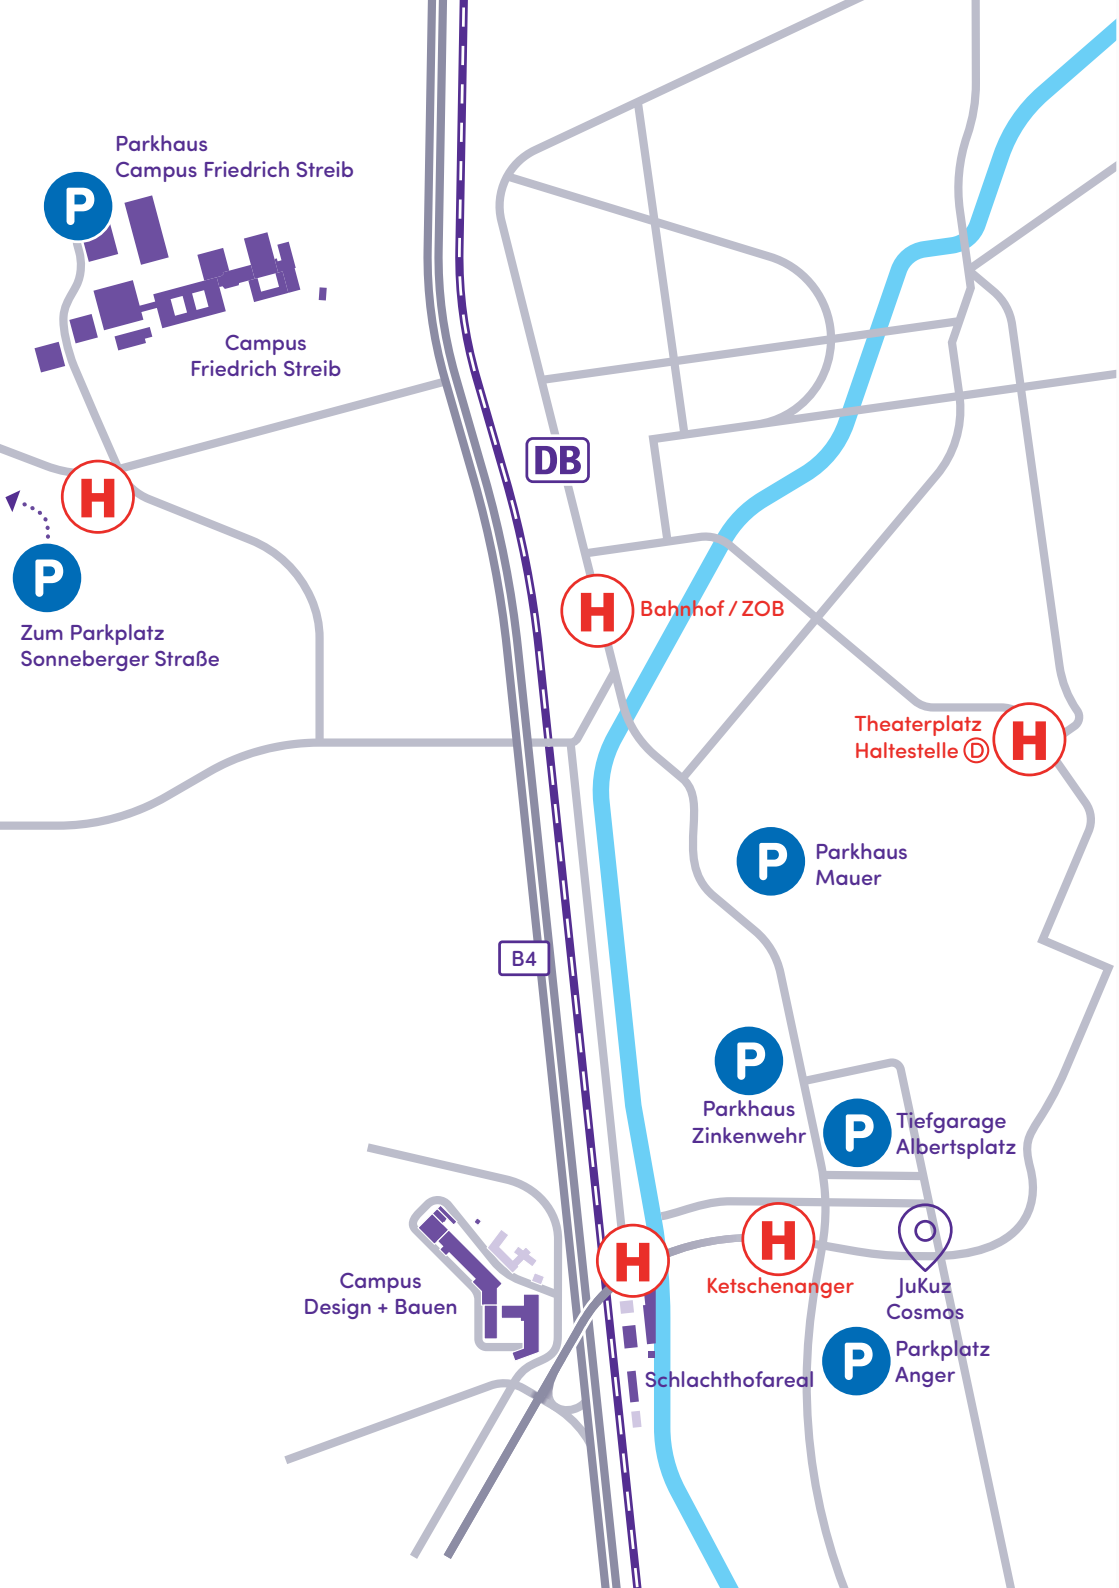 Parkhaus
Campus Friedrich Streib
P
Campus
Friedrich Streib
DB
H
P
Zum Parkplatz
Sonneberger Straße
H Bahnhof / ZOB
Theaterplatz
Haltestelle D
H
P
Parkhaus
Mauer
B4
P
Parkhaus
Zinkenwehr
P
Tiefgarage
Albertsplatz
H
H
Ketschenanger
JuKuz
Cosmos
Campus
Design + Bauen
P
Parkplatz
Anger
Schlachthofareal